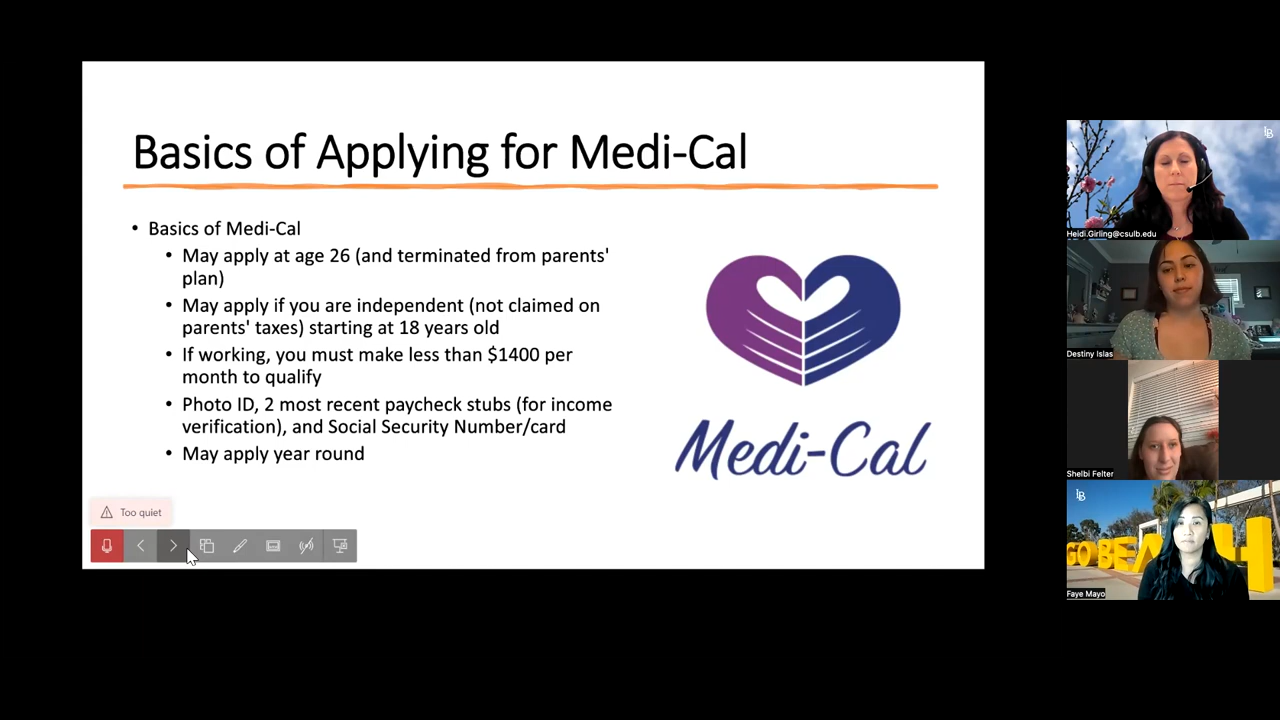 Basics of Applying for Medi-Cal
• Basics of Medi-Cal
• May apply at age 26 (and terminated from parents'
plan)
• May apply if you are independent (not claimed on
parents' taxes) starting at 18 years old
• If working, you must make less than $1400 per
month to qualify
• Photo ID, 2 most recent paycheck stubs (for income
verification), and Social Security Number/card
• May apply year round
Medi-Cal
Too quiet
LB
Heidi.Girling@csulb.edu
Destiny Islas
Shelbi Felter
LB
GO BEACH
Faye Mayo